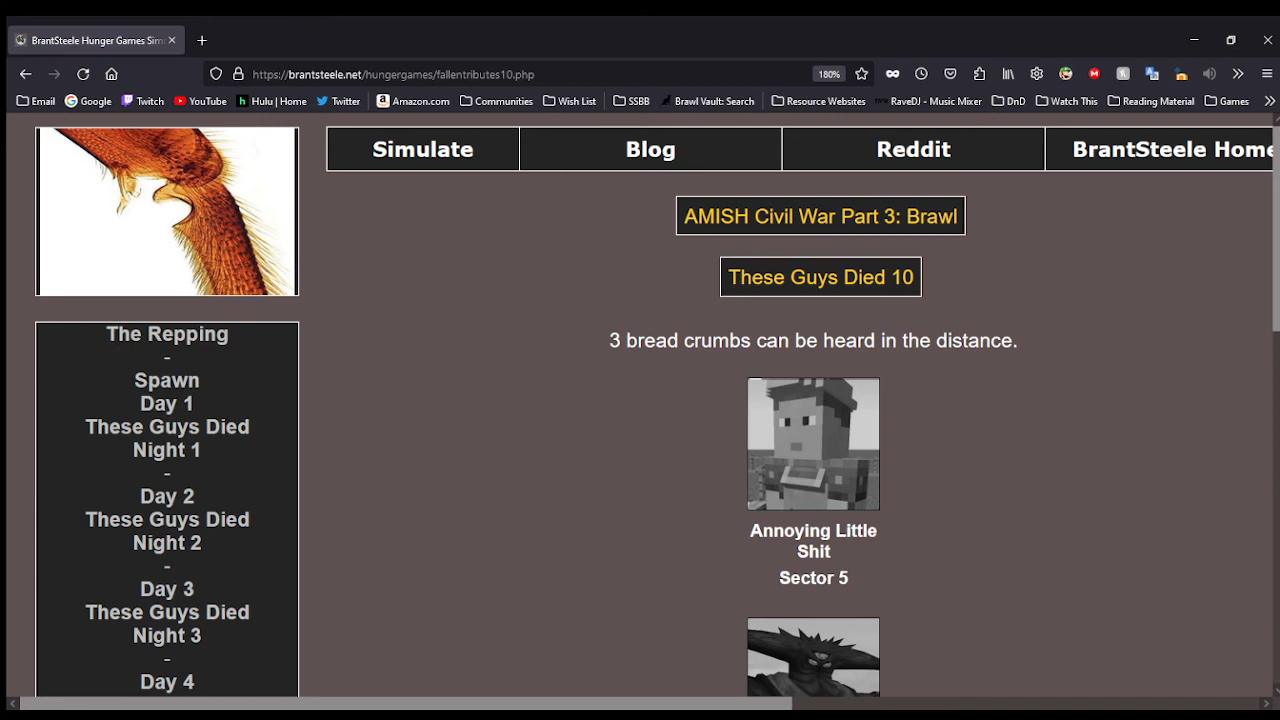 BrantSteele Hunger Games Sim
https://brantsteele.net/hungergames/fallentributes10.php
180%
Email
Google
Twitch
YouTube
Hulu | Home
Twitter
Amazon.com
Communities
Wish List
SSBB
Brawl Vault: Search
Resource Websites
RaveDJ - Music Mixer
DnD
Watch This
Reading Material
Games
Simulate
Blog
Reddit
BrantSteele Home
AMISH Civil War Part 3: Brawl
These Guys Died 10
3 bread crumbs can be heard in the distance.
Annoying Little
Shit
Sector 5
The Repping
-
Spawn
Day 1
These Guys Died
Night 1
-
Day 2
These Guys Died
Night 2
-
Day 3
These Guys Died
Night 3
-
Day 4